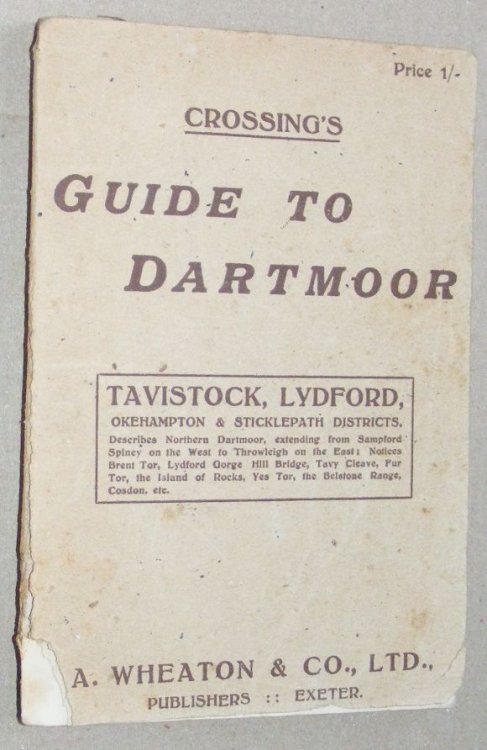 Price 1/-
CROSSING'S
GUIDE TO
DARTMOOR
TAVISTOCK, LYDFORD,
OKEHAMPTON & STICKLEPATH DISTRICTS.
Describes Northern Dartmoor, extending from Sampford
Spiney on the West to Throwleigh on the East: Notices
Brent Tor, Lydford Gorge Hill Bridge, Tavy Cleave, Fur
Tor, the Island of Rocks, Yes Tor, the Belstone Range,
Cosdon, etc.
A. WHEATON & CO., LTD.,
PUBLISHERS :: EXETER.